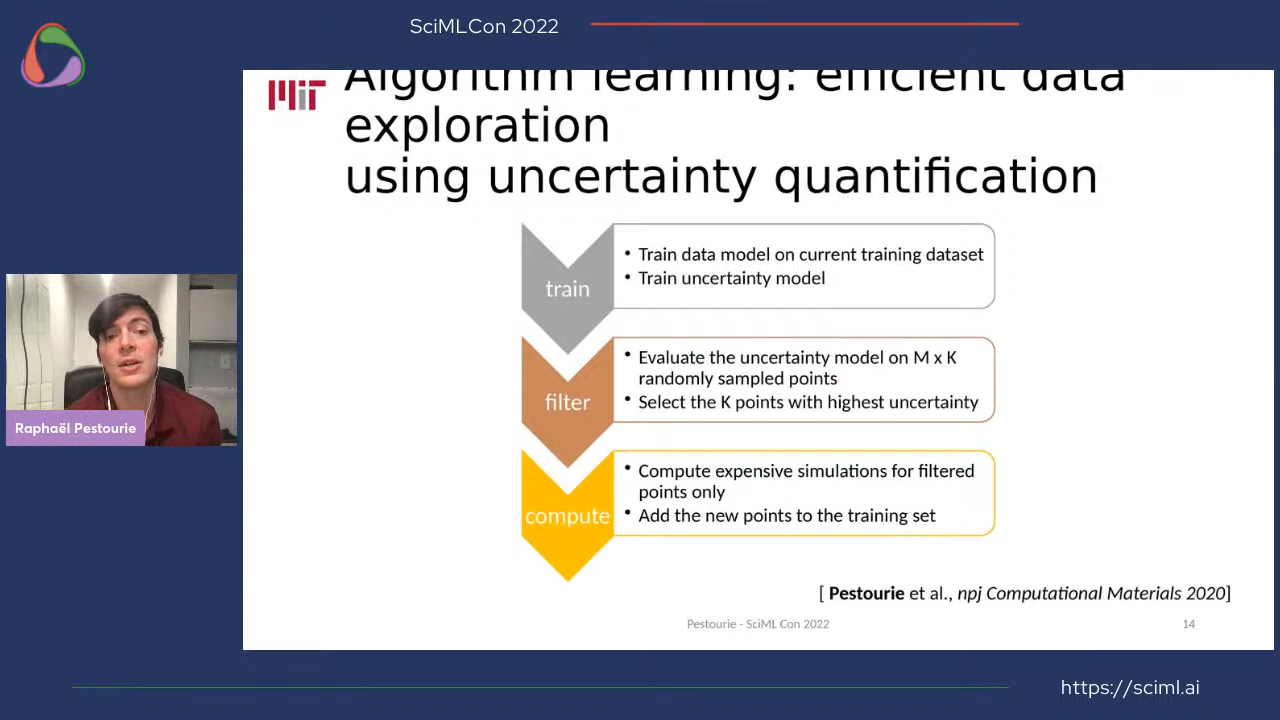 SciMLCon 2022
MIT
Algorithm learning: efficient data
exploration
using uncertainty quantification
train
• Train data model on current training dataset
• Train uncertainty model
filter
• Evaluate the uncertainty model on M x K
randomly sampled points
• Select the K points with highest uncertainty
compute
• Compute expensive simulations for filtered
points only
• Add the new points to the training set
[ Pestourie et al., npj Computational Materials 2020]
Pestourie - SciML Con 2022
14
Raphaël Pestourie
https://sciml.ai